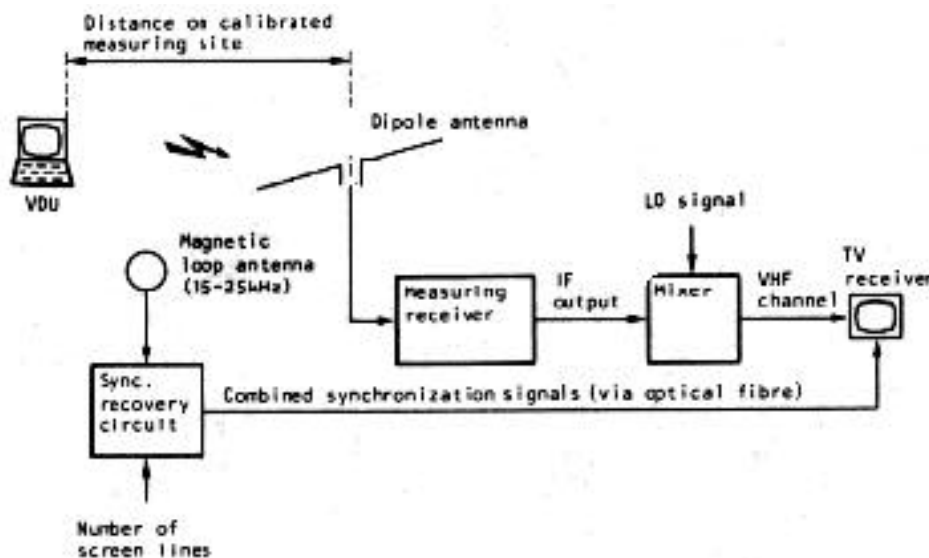 Distance on calibrated
measuring site
Dipole antenna
VDU
LO signal
Magnetic
loop antenna
(15-25kHz)
TV
receiver
Measuring
receiver
IF
output
Mixer
VHF
channel
Sync.
recovery
circuit
Combined synchronization signals (via optical fibre)
Number of
screen lines